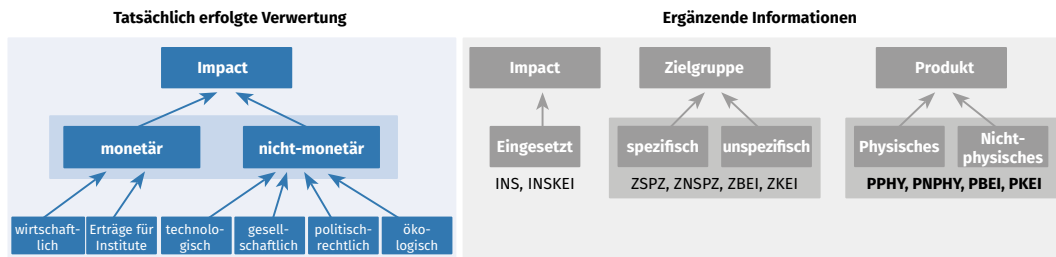 Tatsächlich erfolgte Verwertung
Impact
monetär
nicht-monetär
wirtschaft-
lich
Erträge für
Institute
technolo-
gisch
gesell-
schaftlich
politisch-
rechtlich
öko-
logisch
Ergänzende Informationen
Impact
Eingesetzt
INS, INSKEI
Zielgruppe
spezifisch
unspezifisch
ZSPZ, ZNSPZ, ZBEI, ZKEI
Produkt
Physisches
Nicht-
physisches
PPHY, PNPHY, PBEI, PKEI